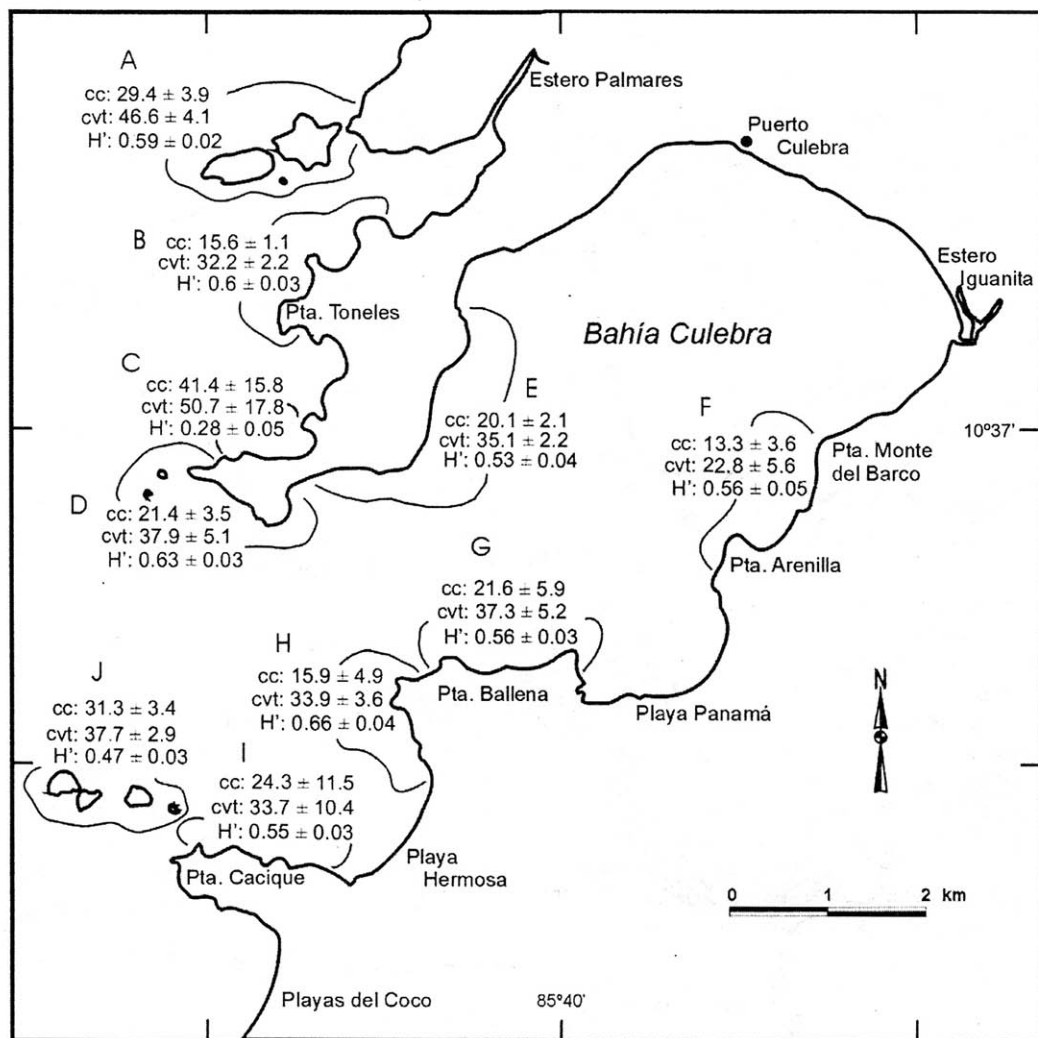 A
cc: 29.4 ± 3.9
cvt: 46.6 ± 4.1
H': 0.59 ± 0.02
Estero Palmares
Puerto
Culebra
B
cc: 15.6 ± 1.1
cvt: 32.2 ± 2.2
H': 0.6 ± 0.03
Pta. Toneles
Estero
Iguanita
Bahía Culebra
C
cc: 41.4 ± 15.8
cvt: 50.7 ± 17.8
H': 0.28 ± 0.05
E
cc: 20.1 ± 2.1
cvt: 35.1 ± 2.2
H': 0.53 ± 0.04
F
cc: 13.3 ± 3.6
cvt: 22.8 ± 5.6
H': 0.56 ± 0.05
10º37'
Pta. Monte
del Barco
D
cc: 21.4 ± 3.5
cvt: 37.9 ± 5.1
H': 0.63 ± 0.03
Pta. Arenilla
G
cc: 21.6 ± 5.9
cvt: 37.3 ± 5.2
H': 0.56 ± 0.03
H
cc: 15.9 ± 4.9
cvt: 33.9 ± 3.6
H': 0.66 ± 0.04
Pta. Ballena
Playa Panamá
N
J
cc: 31.3 ± 3.4
cvt: 37.7 ± 2.9
H': 0.47 ± 0.03
I
cc: 24.3 ± 11.5
cvt: 33.7 ± 10.4
H': 0.55 ± 0.03
Pta. Cacique
Playa
Hermosa
0 1 2 km
Playas del Coco
85º40'